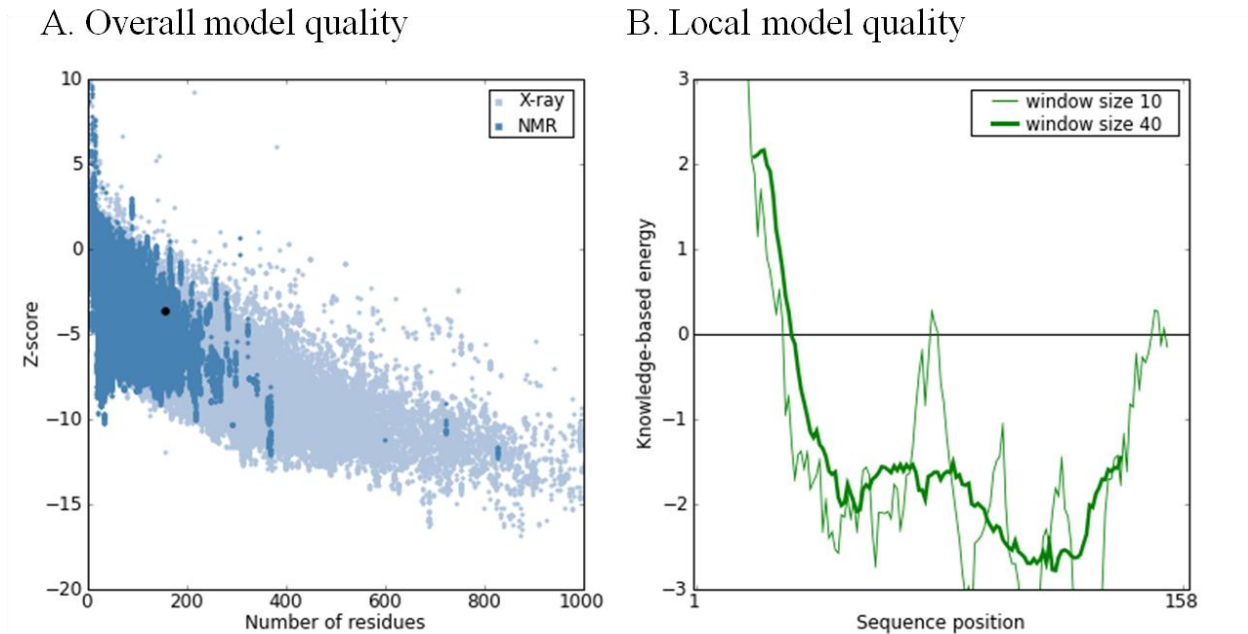 A. Overall model quality
B. Local model quality
10
5
0
−5
−10
−15
−20
Z-score
X-ray
NMR
0 200 400 600 800 1000
Number of residues
3
2
1
0
−1
−2
−3
Knowledge-based energy
window size 10
window size 40
1 158
Sequence position